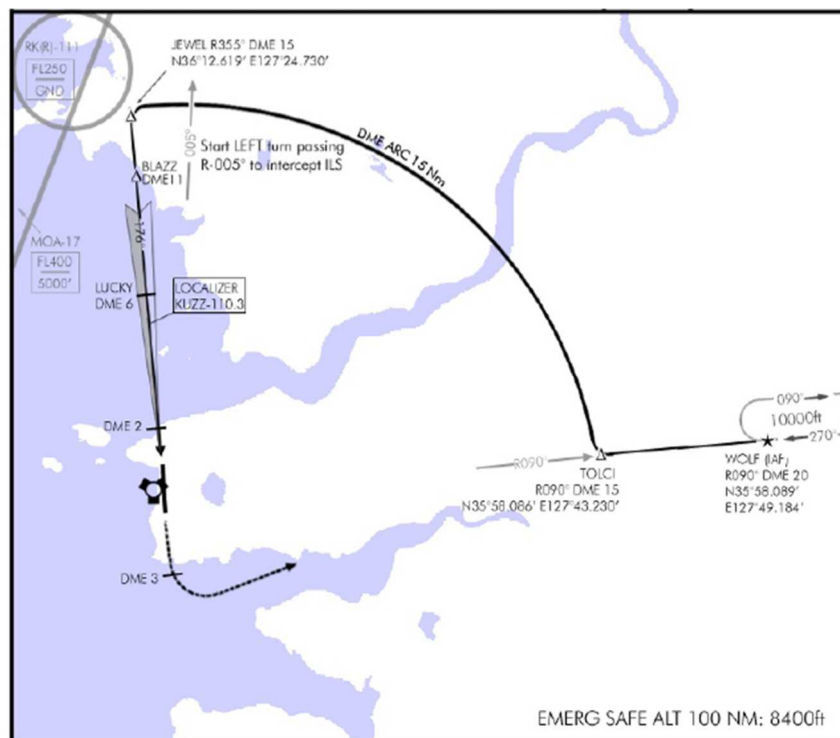 JEWEL R355° DME 15
N36°12.619' E127°24.730'
RK(R)-111
FL250
GND
005°
Start LEFT turn passing
R-005° to intercept ILS
DME ARC 15 Nm
BLAZZ
DME11
176°
MOA-17
FL400
5000'
LUCKY
DME 6
LOCALIZER
KUZZ-110.3
DME 2
090°
10000ft
270°
R090°
TOLCI
R090° DME 15
N35°58.086' E127°43.230'
WOLF (IAF)
R090° DME 20
N35°58.089'
E127°49.184'
DME 3
EMERG SAFE ALT 100 NM: 8400ft